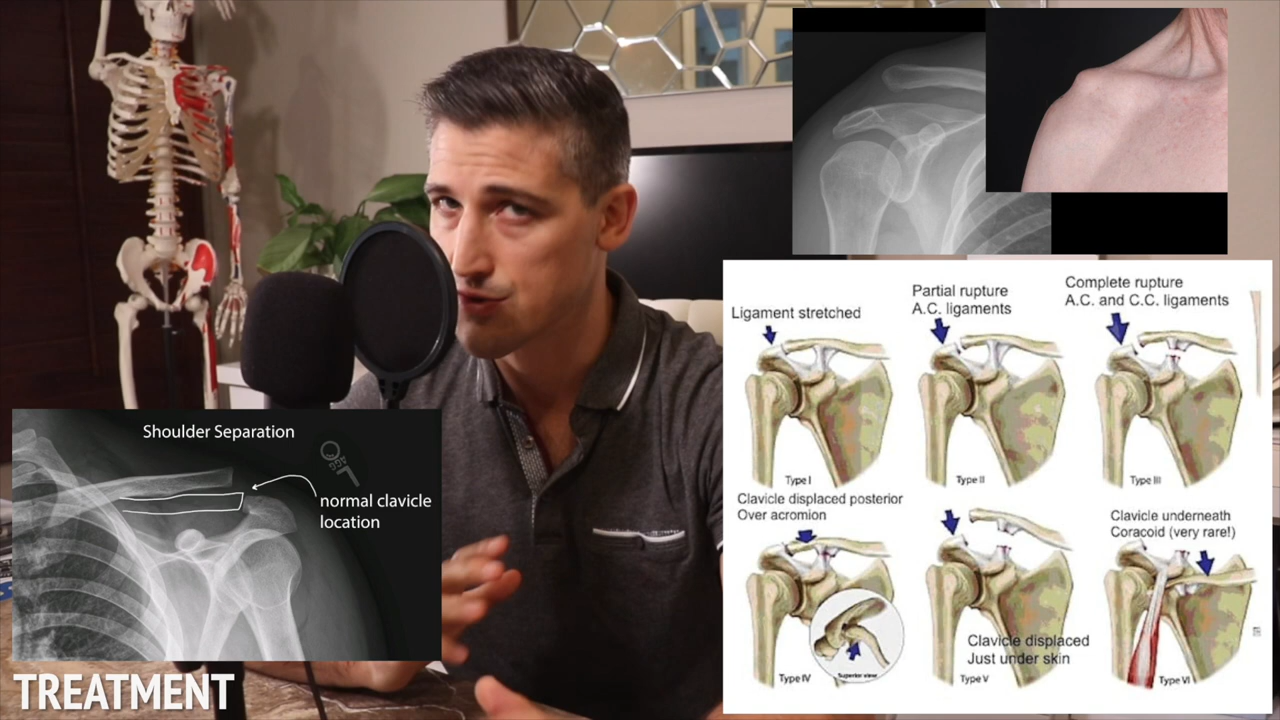 Ligament stretched
Partial rupture
A.C. ligaments
Complete rupture
A.C. and C.C. ligaments
Type I
Type II
Type III
Clavicle displaced posterior
Over acromion
Clavicle underneath
Coracoid (very rare!)
Clavicle displaced
Just under skin
Superior view
Type IV
Type V
Type VI
Shoulder Separation
normal clavicle
location
AGG
L
TREATMENT